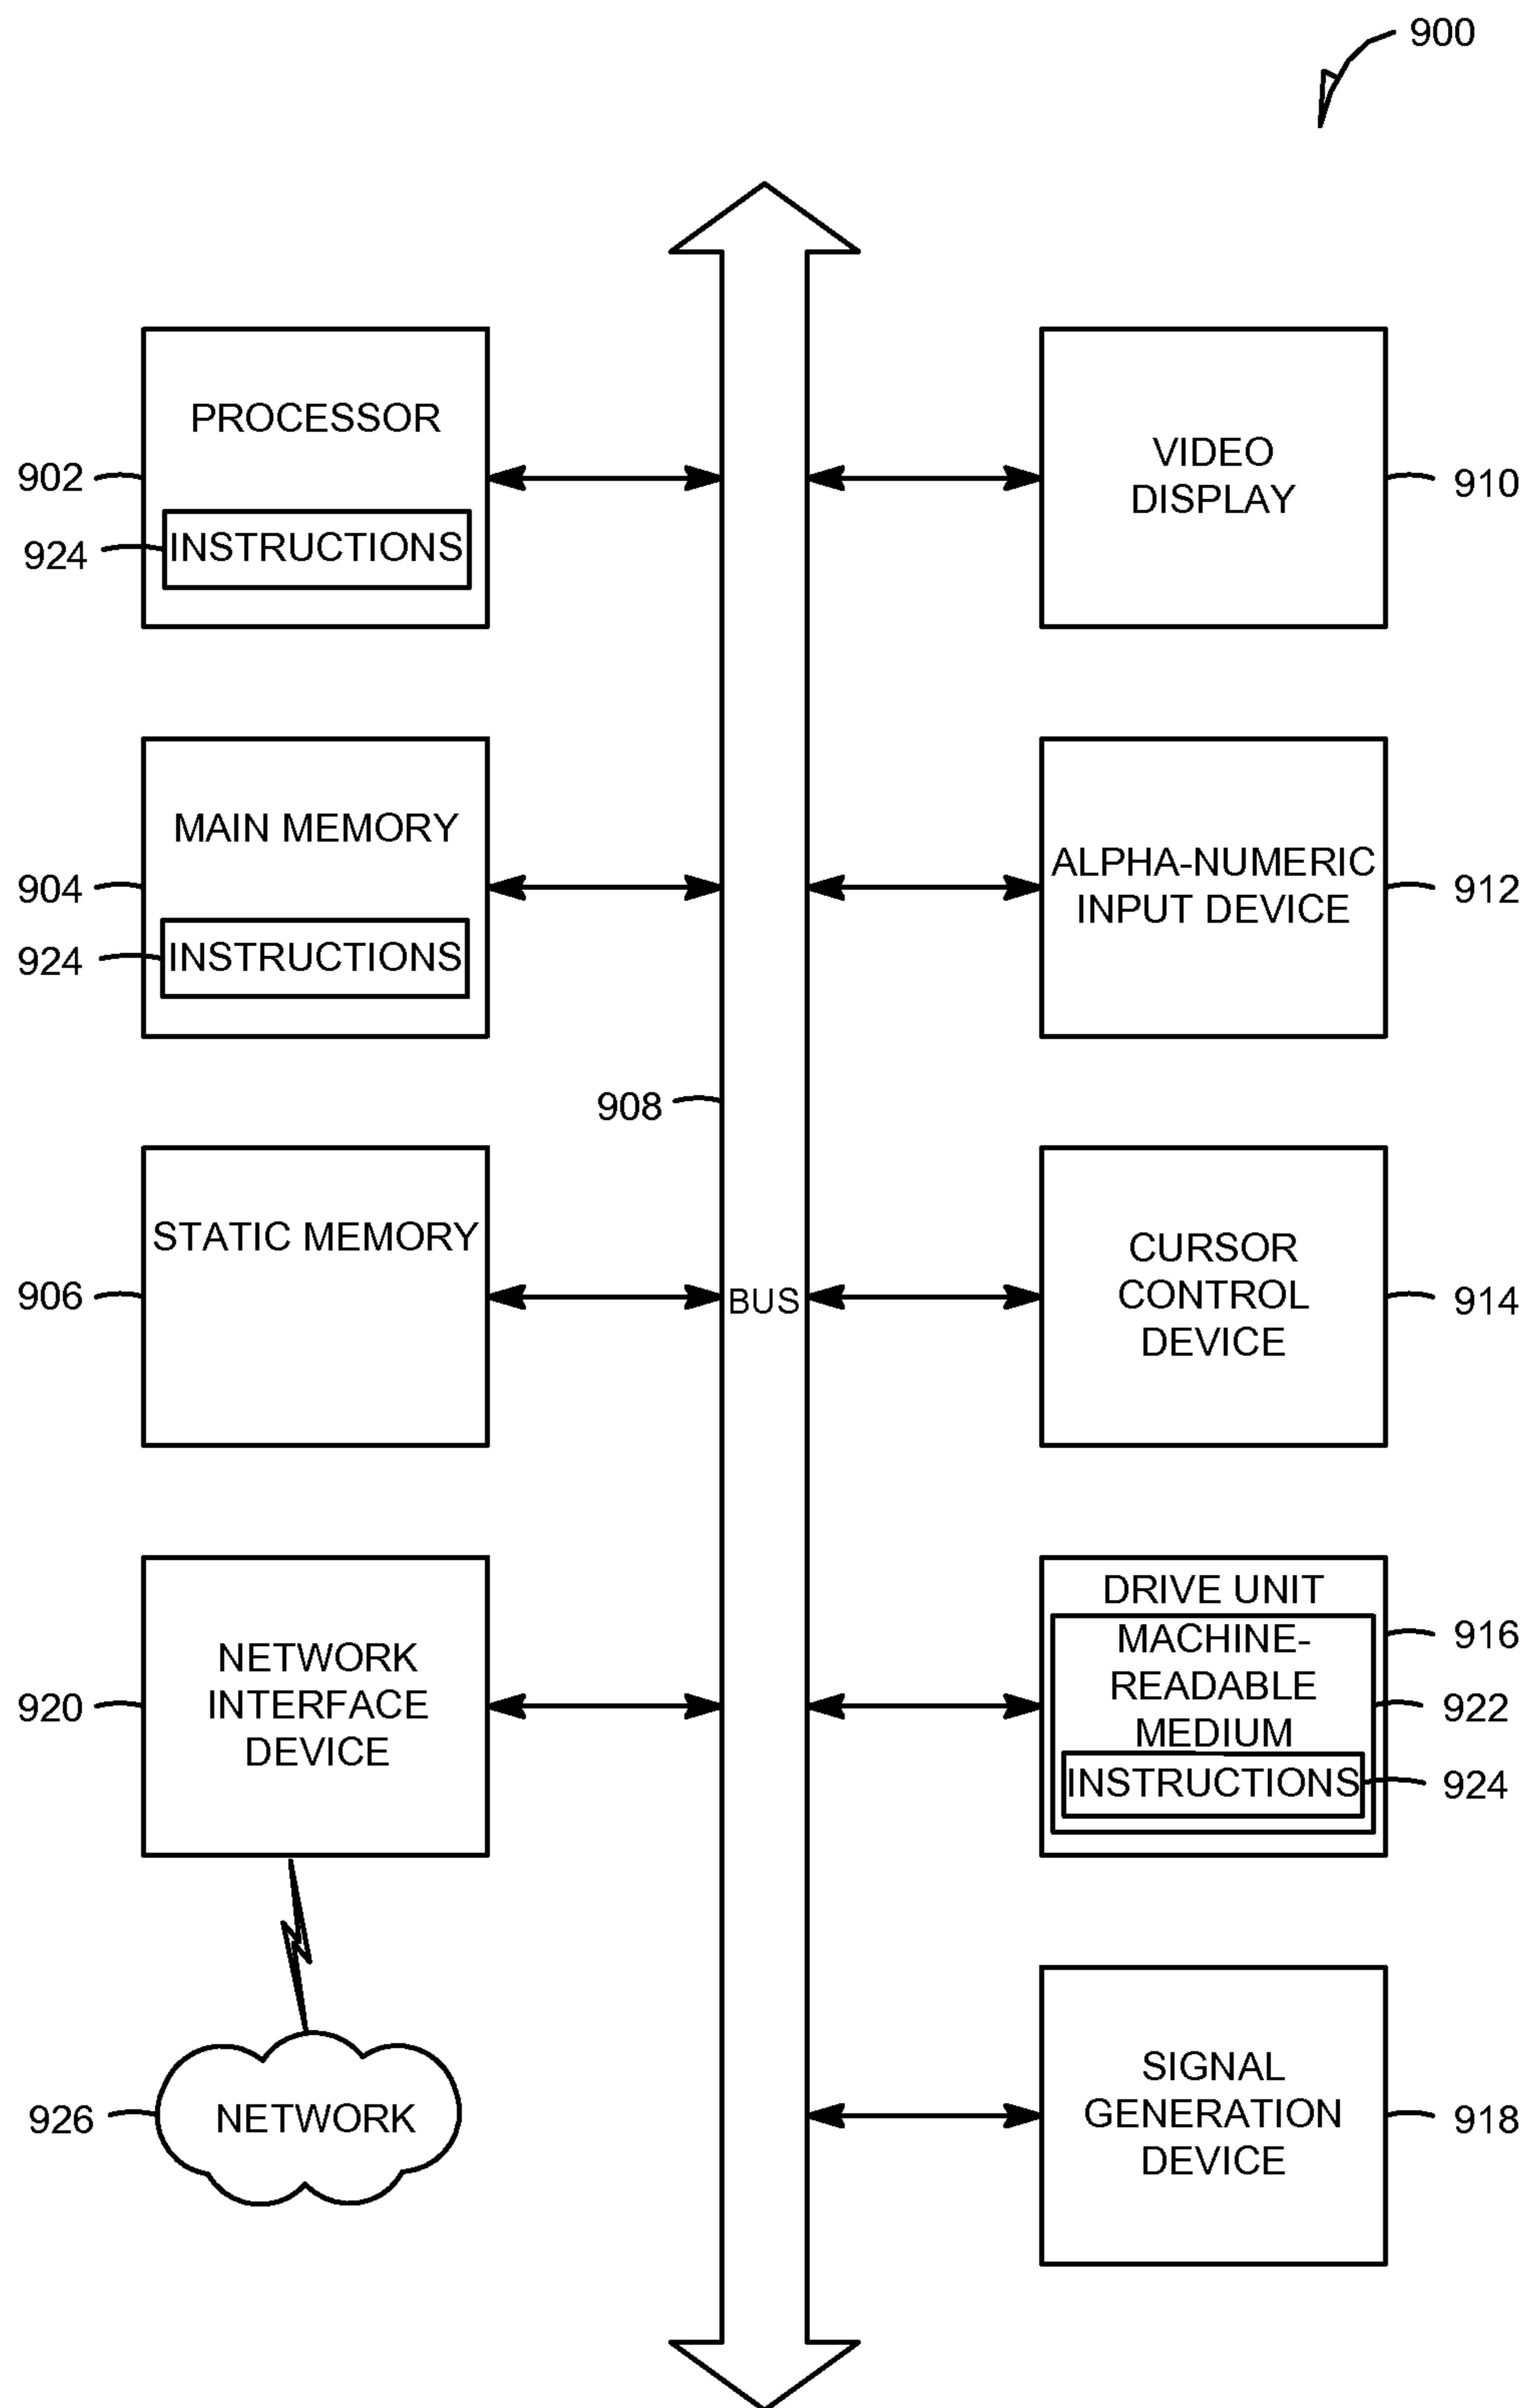 900
PROCESSOR
902
924
INSTRUCTIONS
VIDEO
DISPLAY
910
MAIN MEMORY
904
924
INSTRUCTIONS
ALPHA-NUMERIC
INPUT DEVICE
912
908
STATIC MEMORY
906
BUS
CURSOR
CONTROL
DEVICE
914
NETWORK
INTERFACE
DEVICE
920
DRIVE UNIT
916
MACHINE-
READABLE
MEDIUM
922
INSTRUCTIONS
924
926
NETWORK
SIGNAL
GENERATION
DEVICE
918